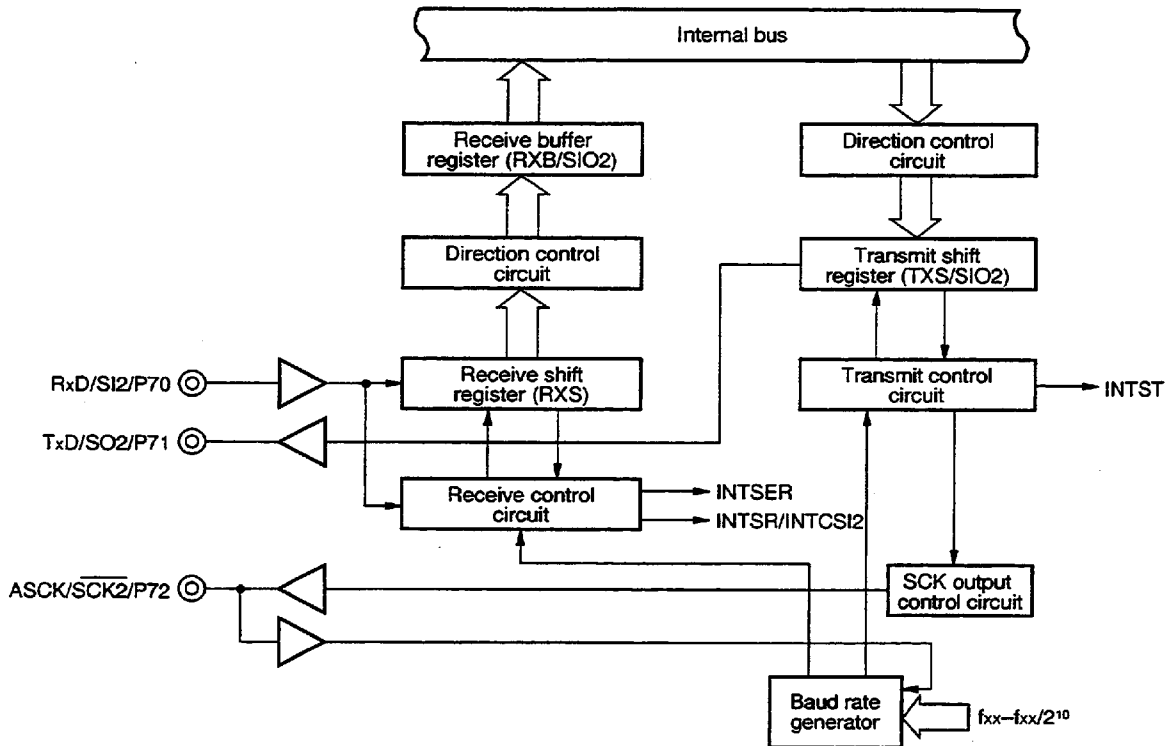 Internal bus
Receive buffer
register (RXB/SIO2)
Direction control
circuit
Direction control
circuit
Transmit shift
register (TXS/SIO2)
RxD/SI2/P70
Receive shift
register (RXS)
Transmit control
circuit
INTST
TxD/SO2/P71
Receive control
circuit
INTSER
INTSR/INTCSI2
ASCK/S̅C̅K̅2̅/P72
SCK output
control circuit
Baud rate
generator
fxx–fxx/2¹⁰